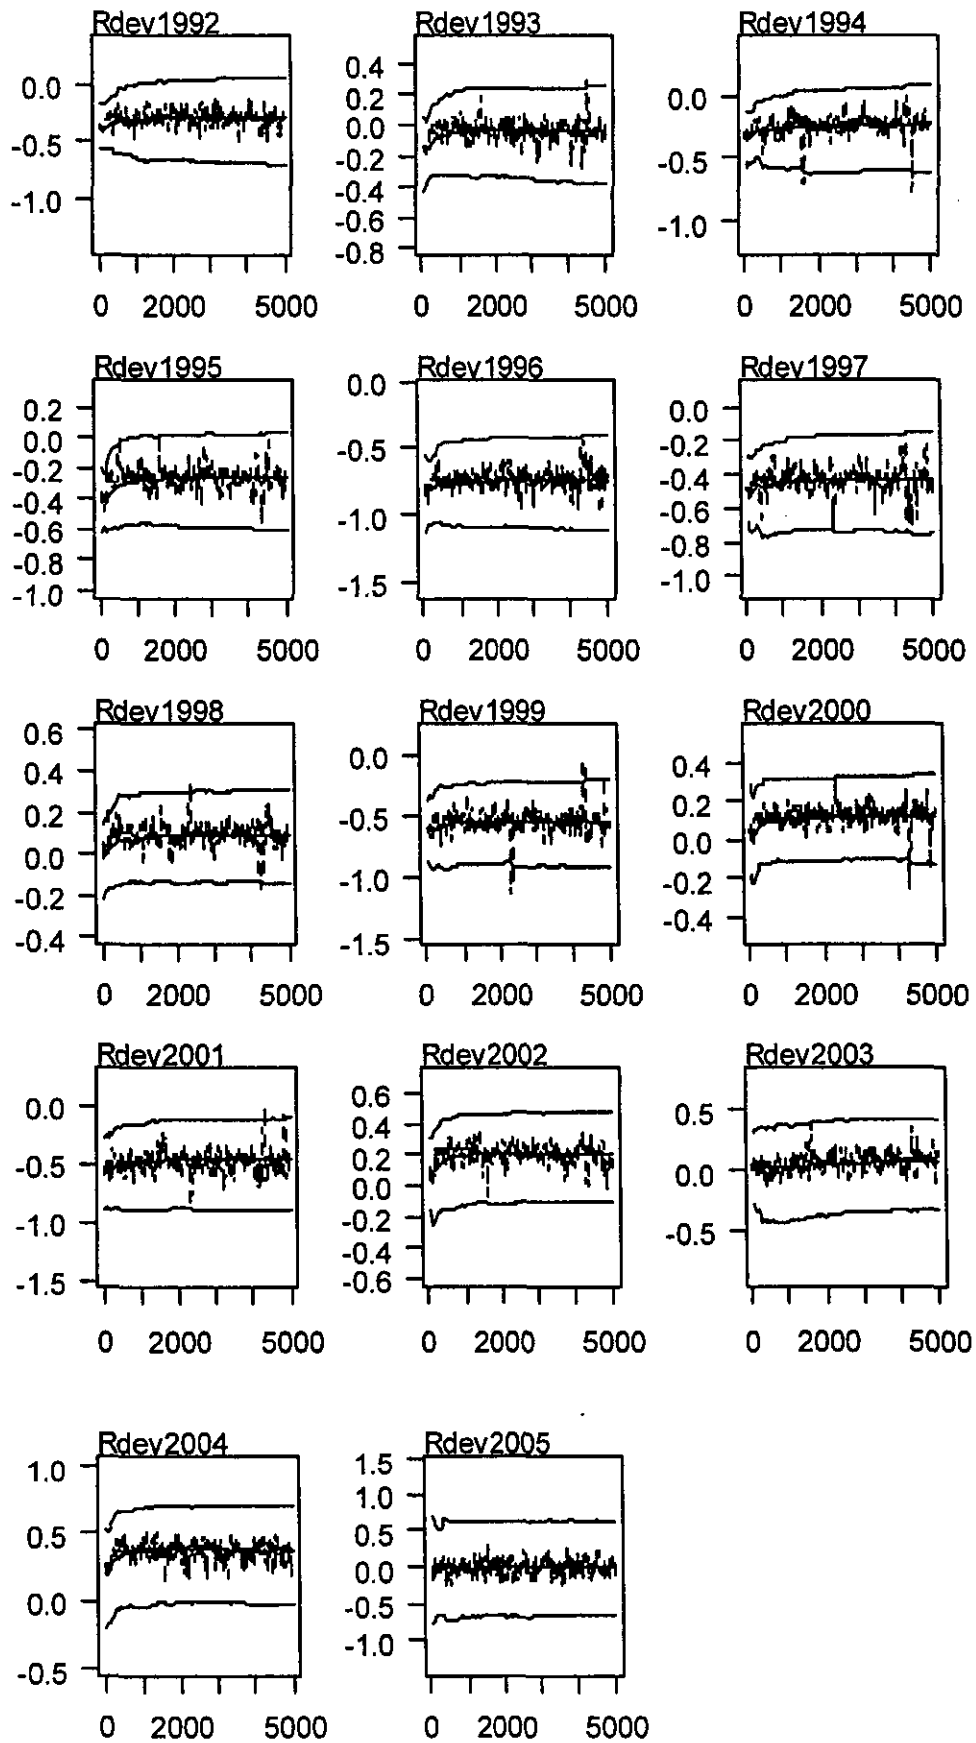 Rdev1992 Rdev1993 Rdev1994
0.0 0.4 0.0
-0.5 0.2 -0.5
-1.0 0.0 -1.0
-0.2
-0.4
-0.6
-0.8
0 2000 5000 0 2000 5000 0 2000 5000
Rdev1995 Rdev1996 Rdev1997
0.2 0.0 0.0
0.0 -0.5 -0.2
-0.2 -1.0 -0.4
-0.4 -1.5 -0.6
-0.6 -0.8
-0.8 -1.0
-1.0
0 2000 5000 0 2000 5000 0 2000 5000
Rdev1998 Rdev1999 Rdev2000
0.6 0.0 0.4
0.4 -0.5 0.2
0.2 -1.0 0.0
0.0 -1.5 -0.2
-0.2 -0.4
-0.4
0 2000 5000 0 2000 5000 0 2000 5000
Rdev2001 Rdev2002 Rdev2003
0.0 0.6 0.5
-0.5 0.4 0.0
-1.0 0.2 -0.5
-1.5 0.0
-0.2
-0.4
-0.6
0 2000 5000 0 2000 5000 0 2000 5000
Rdev2004 Rdev2005
1.0 1.5
0.5 1.0
0.0 0.5
-0.5 0.0
-0.5
-1.0
0 2000 5000 0 2000 5000